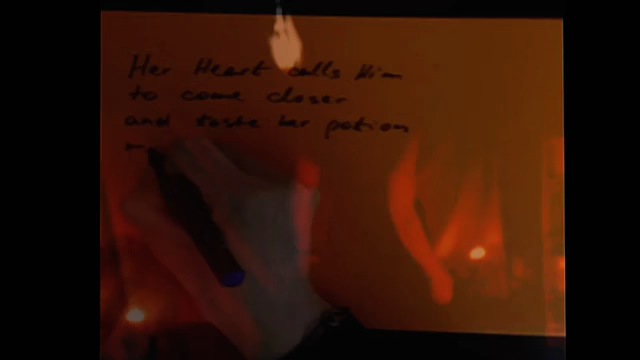 Her Heart calls Him
to come closer
and taste her potion